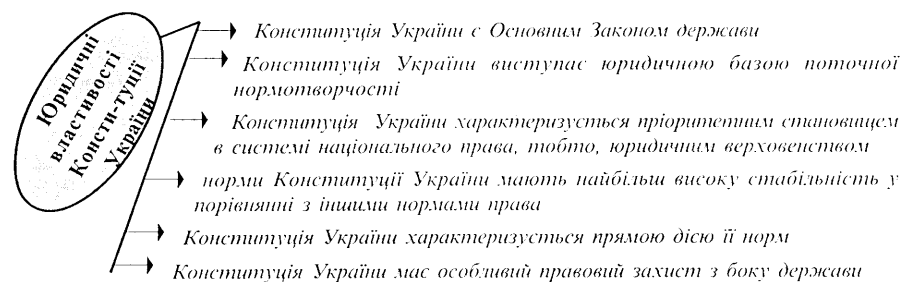 Юридичні
властивості
Консти-туції
України
Конституція України є Основним Законом держави
Конституція України виступає юридичною базою поточної
нормотворчості
Конституція України характеризується пріоритетним становищем
в системі національного права, тобто, юридичним верховенством
норми Конституції України мають найбільш високу стабільність у
порівнянні з іншими нормами права
Конституція України характеризується прямою дією її норм
Конституція України має особливий правовий захист з боку держави